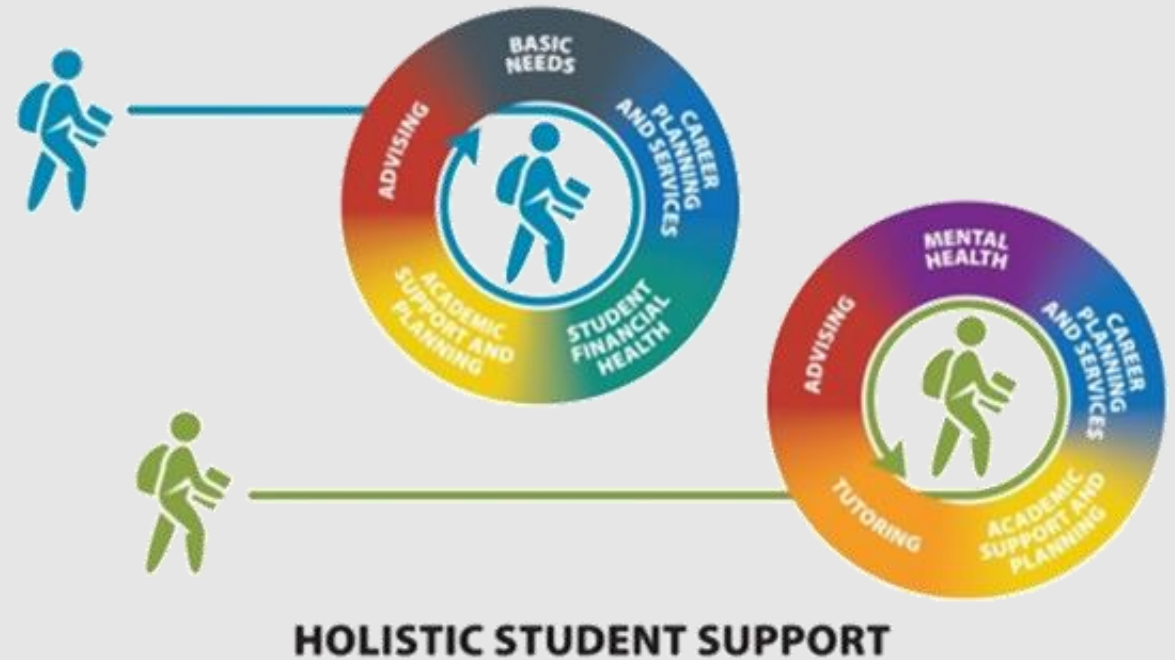 BASIC
NEEDS
CAREER
PLANNING
AND SERVICES
STUDENT
FINANCIAL
HEALTH
ACADEMIC
SUPPORT AND
PLANNING
ADVISING
MENTAL
HEALTH
CAREER
PLANNING
AND SERVICES
ACADEMIC
SUPPORT AND
PLANNING
TUTORING
ADVISING
HOLISTIC STUDENT SUPPORT